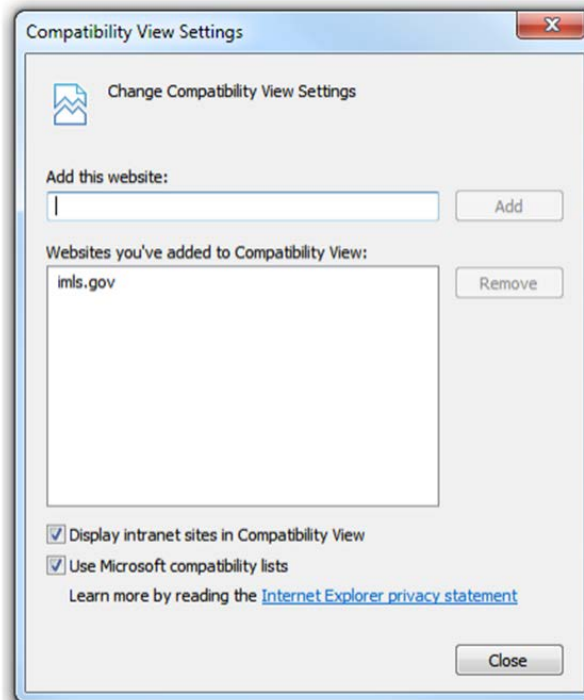 Compatibility View Settings
Change Compatibility View Settings
Add this website:
Add
Websites you've added to Compatibility View:
imls.gov
Remove
Display intranet sites in Compatibility View
Use Microsoft compatibility lists
Learn more by reading the Internet Explorer privacy statement
Close